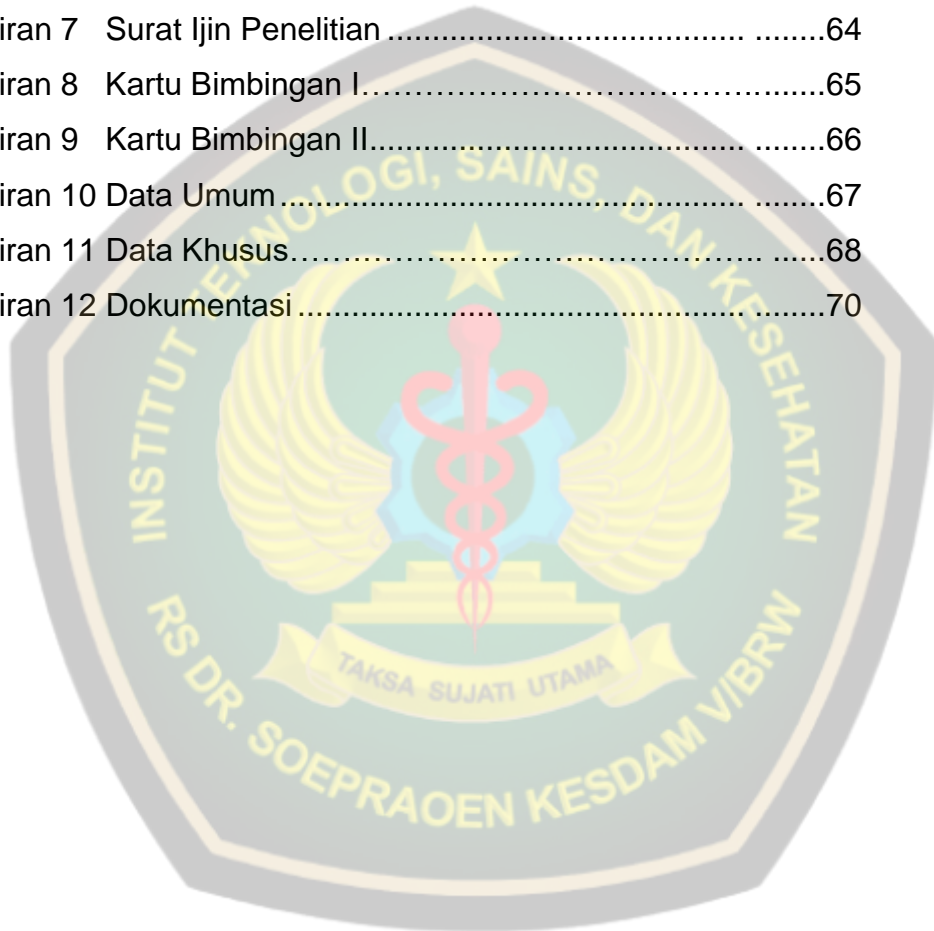 iran 7 Surat Ijin Penelitian ........................................ ........64
iran 8 Kartu Bimbingan I…………………………………..........65
iran 9 Kartu Bimbingan II.......................................... ........66
iran 10 Data Umum .................................................... ........67
iran 11 Data Khusus……………………………………….. ......68
iran 12 Dokumentasi .................................................. ........70
INSTITUT TEKNOLOGI, SAINS, DAN KESEHATAN
TAKSA SUJATI UTAMA
RS DR. SOEPRAOEN KESDAM V/BRW